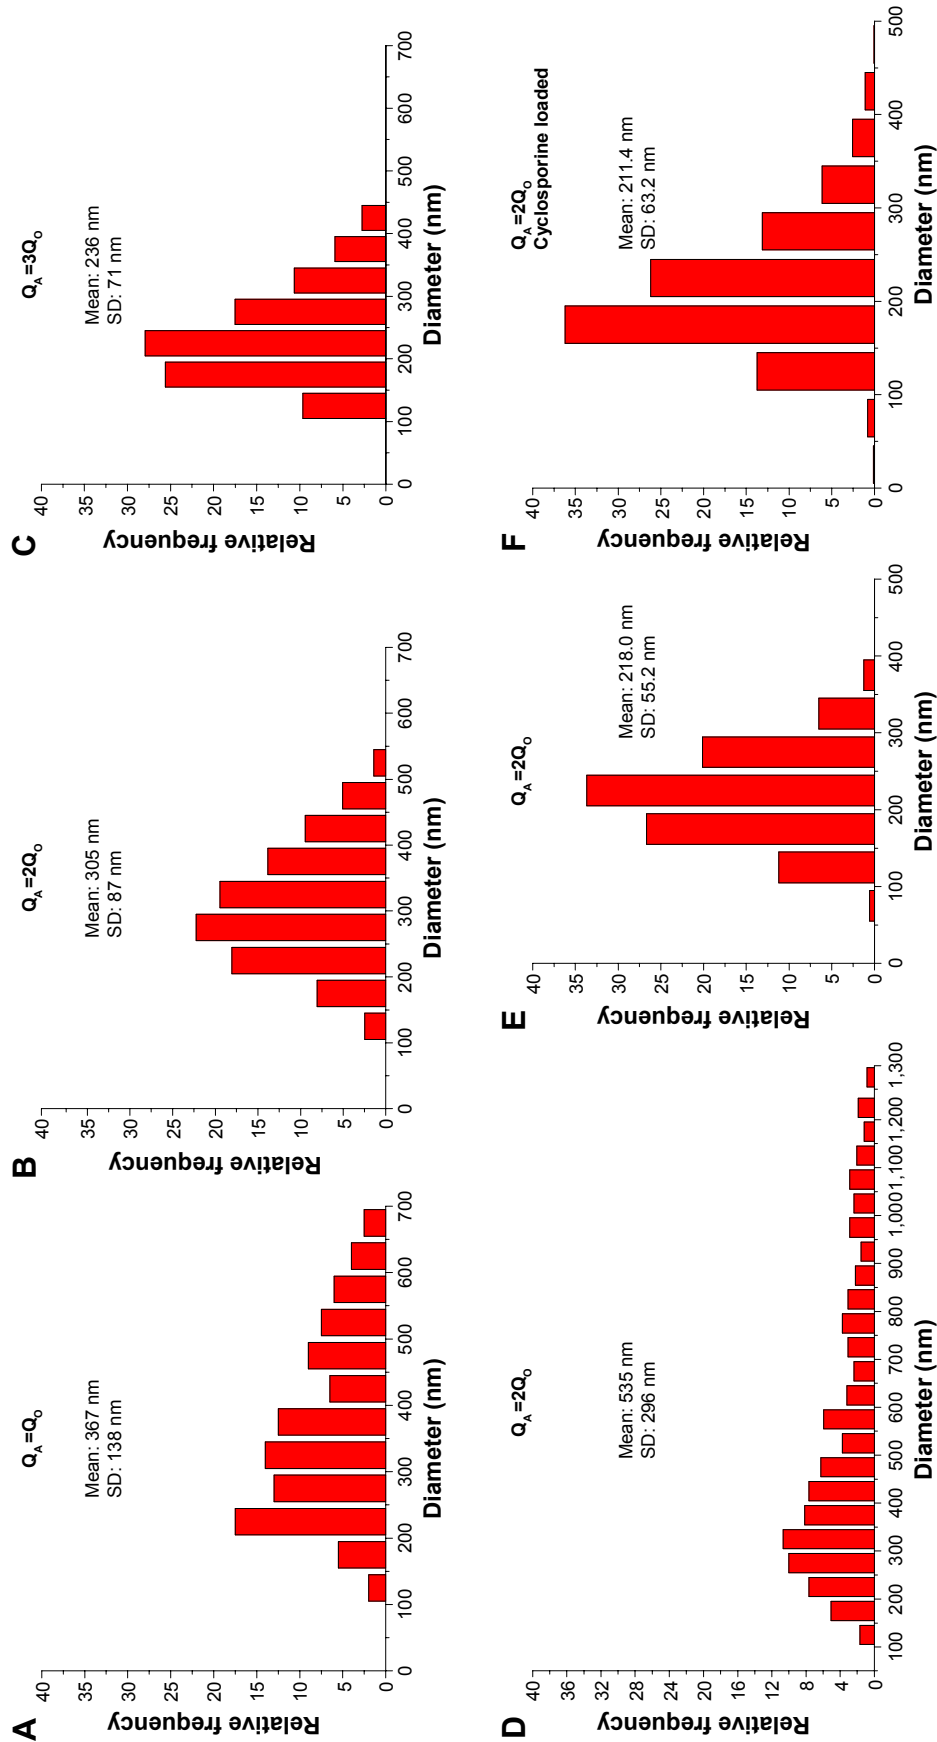 A
Q_A=Q_O
Mean: 367 nm
SD: 138 nm
Relative frequency
40
35
30
25
20
15
10
5
0
0 100 200 300 400 500 600 700
Diameter (nm)
B
Q_A=2Q_O
Mean: 305 nm
SD: 87 nm
Relative frequency
40
35
30
25
20
15
10
5
0
0 100 200 300 400 500 600 700
Diameter (nm)
C
Q_A=3Q_O
Mean: 236 nm
SD: 71 nm
Relative frequency
40
35
30
25
20
15
10
5
0
0 100 200 300 400 500 600 700
Diameter (nm)
D
Q_A=2Q_O
Mean: 535 nm
SD: 296 nm
Relative frequency
40
36
32
28
24
20
16
12
8
4
0
100 200 300 400 500 600 700 800 900 1,000 1,100 1,200 1,300
Diameter (nm)
E
Q_A=2Q_O
Mean: 218.0 nm
SD: 55.2 nm
Relative frequency
40
35
30
25
20
15
10
5
0
0 100 200 300 400 500
Diameter (nm)
F
Q_A=2Q_O
Cyclosporine loaded
Mean: 211.4 nm
SD: 63.2 nm
Relative frequency
40
35
30
25
20
15
10
5
0
0 100 200 300 400 500
Diameter (nm)